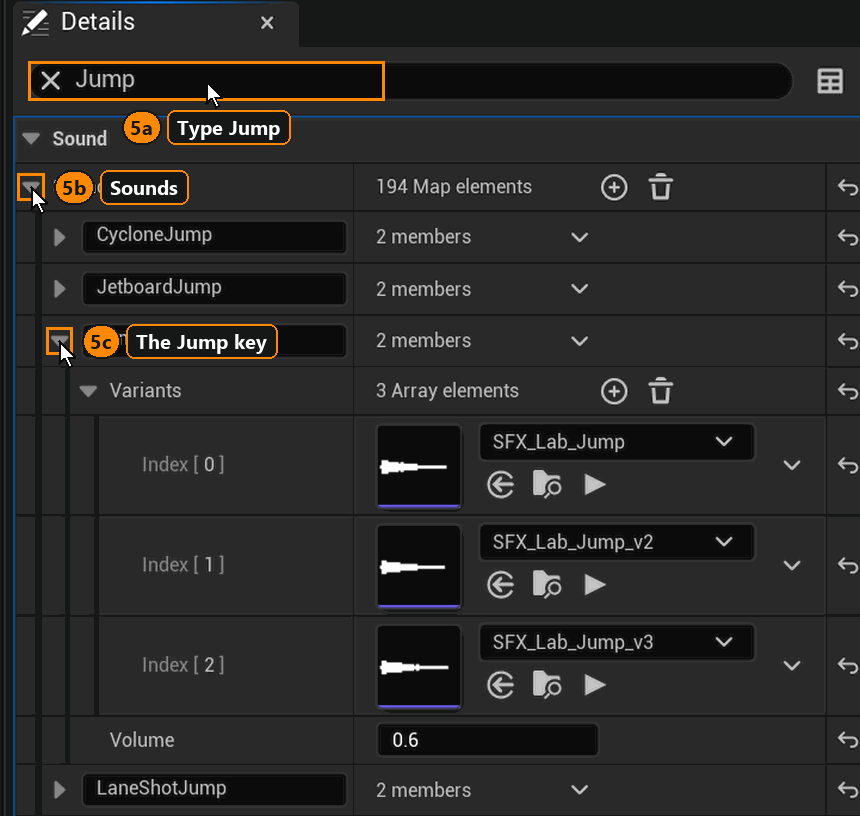 Details
Jump
5a Type Jump
Sound
5b Sounds 194 Map elements
CycloneJump 2 members
JetboardJump 2 members
5c The Jump key 2 members
Variants 3 Array elements
Index [ 0 ] SFX_Lab_Jump
Index [ 1 ] SFX_Lab_Jump_v2
Index [ 2 ] SFX_Lab_Jump_v3
Volume 0.6
LaneShotJump 2 members